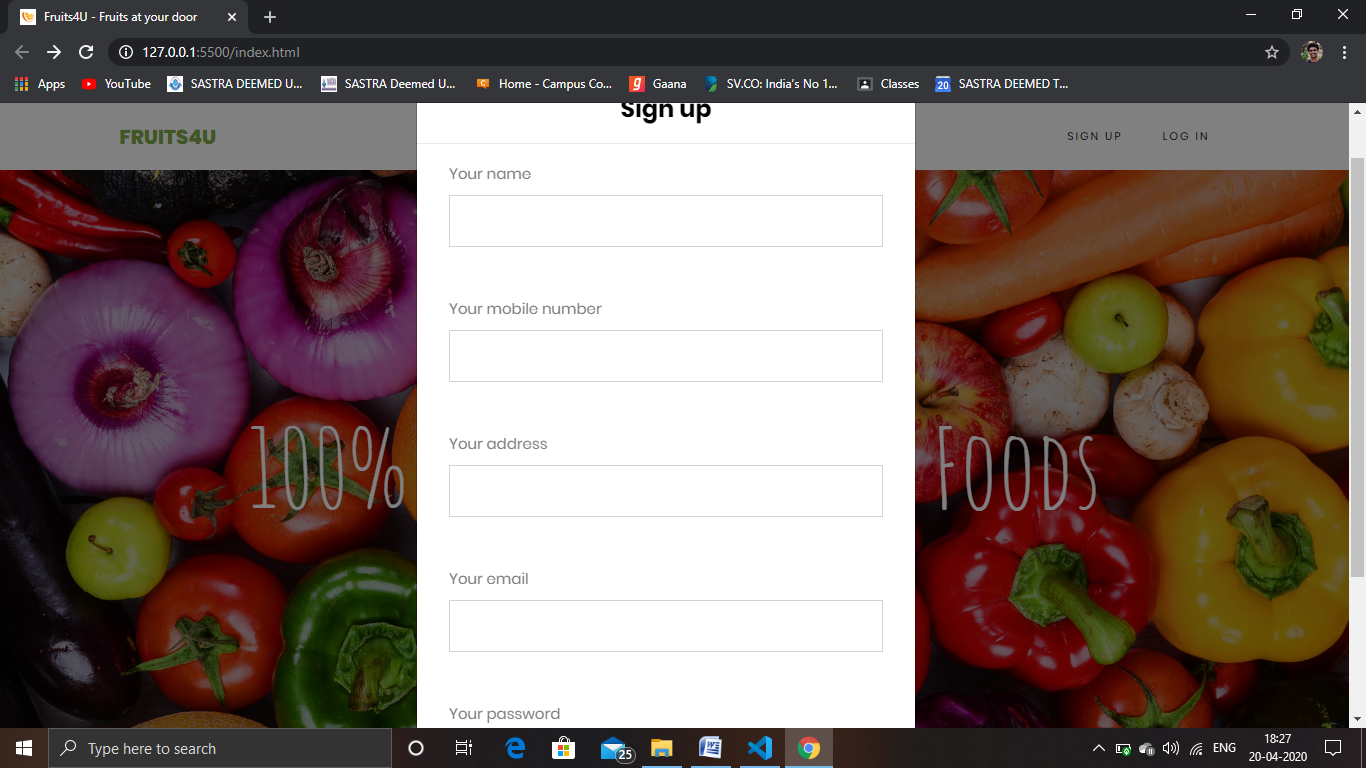 Fruits4U - Fruits at your door
127.0.0.1:5500/index.html
Apps YouTube SASTRA DEEMED U... SASTRA Deemed U... Home - Campus Co... Gaana SV.CO: India's No 1... Classes 20 SASTRA DEEMED T...
FRUITS4U
Sign up
SIGN UP LOG IN
Your name
Your mobile number
Your address
100%
Foods
Your email
Your password
Type here to search
25
ENG
18:27
20-04-2020